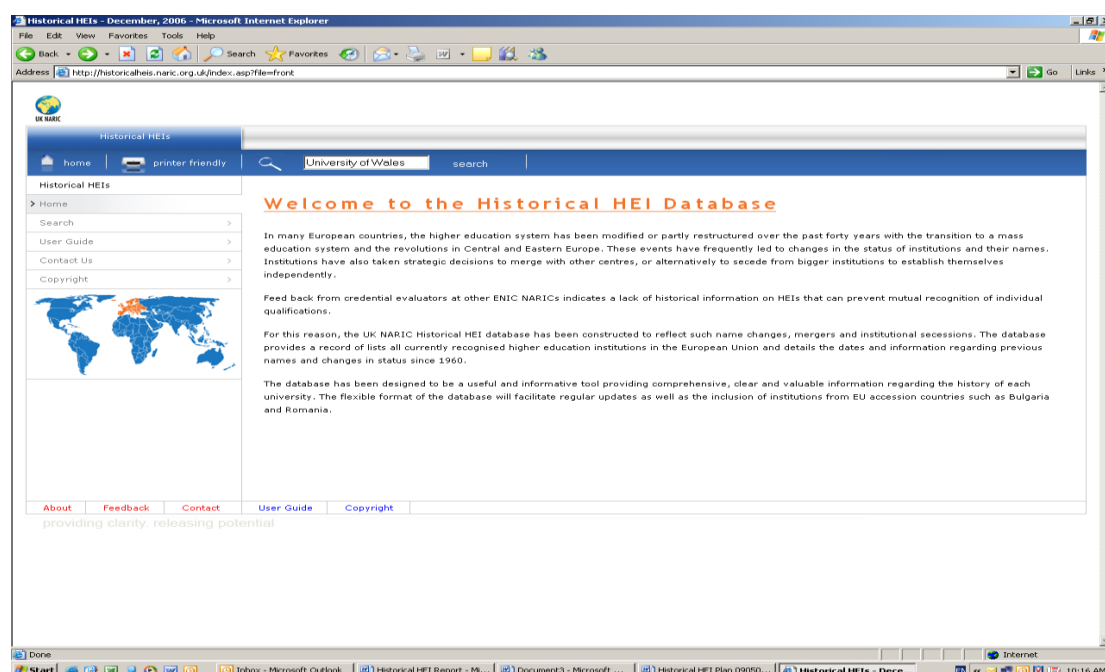 Historical HEIs - December, 2006 - Microsoft Internet Explorer
File Edit View Favorites Tools Help
Back Search Favorites
Address http://historicalheis.naric.org.uk/index.asp?file=front Go Links
UK NARIC
Historical HEIs
home printer friendly University of Wales search
Historical HEIs
Home
Search
User Guide
Contact Us
Copyright
Welcome to the Historical HEI Database
In many European countries, the higher education system has been modified or partly restructured over the past forty years with the transition to a mass
education system and the revolutions in Central and Eastern Europe. These events have frequently led to changes in the status of institutions and their names.
Institutions have also taken strategic decisions to merge with other centres, or alternatively to secede from bigger institutions to establish themselves
independently.
Feed back from credential evaluators at other ENIC NARICs indicates a lack of historical information on HEIs that can prevent mutual recognition of individual
qualifications.
For this reason, the UK NARIC Historical HEI database has been constructed to reflect such name changes, mergers and institutional secessions. The database
provides a record of lists all currently recognised higher education institutions in the European Union and details the dates and information regarding previous
names and changes in status since 1960.
The database has been designed to be a useful and informative tool providing comprehensive, clear and valuable information regarding the history of each
university. The flexible format of the database will facilitate regular updates as well as the inclusion of institutions from EU accession countries such as Bulgaria
and Romania.
About Feedback Contact User Guide Copyright
providing clarity. releasing potential
Done Internet
Start Inbox - Microsoft Outlook Historical HEI Report - Mi... Document3 - Microsoft ... Historical HEI Plan 09050... Historical HEIs - Dece... 10:16 AM